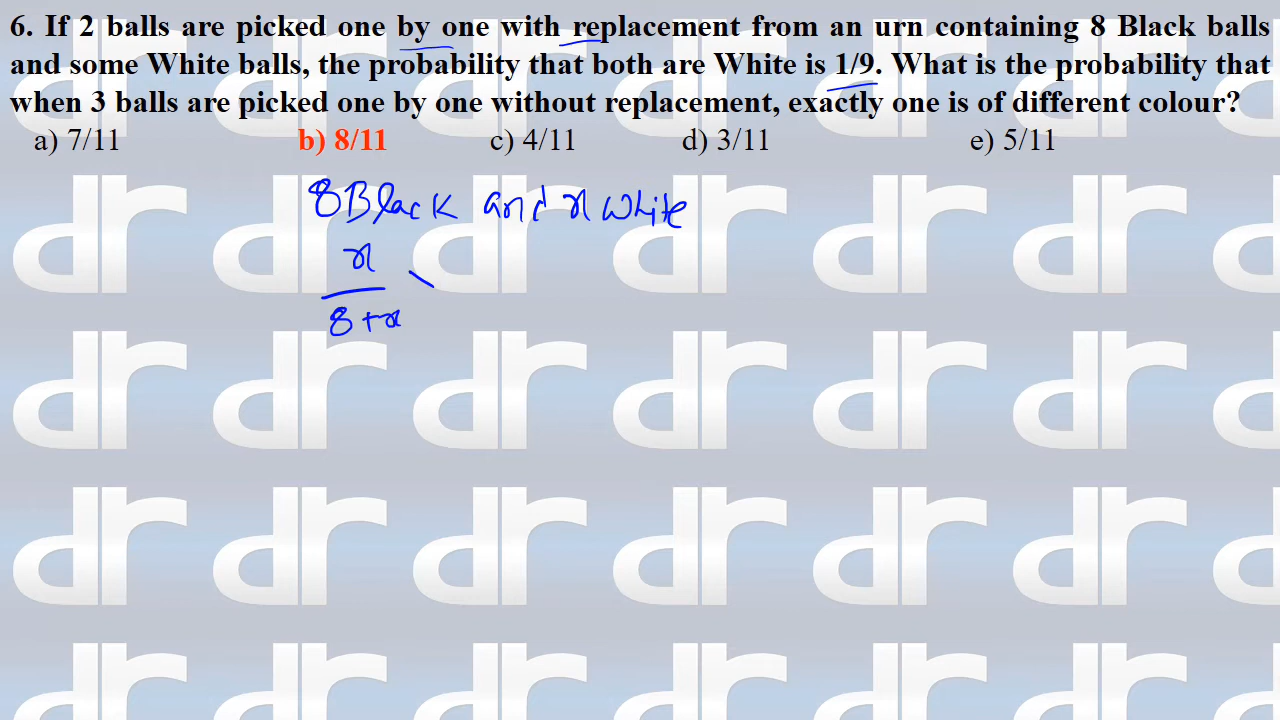 6. If 2 balls are picked one by one with replacement from an urn containing 8 Black balls
and some White balls, the probability that both are White is 1/9. What is the probability that
when 3 balls are picked one by one without replacement, exactly one is of different colour?
a) 7/11 b) 8/11 c) 4/11 d) 3/11 e) 5/11
8 Black and x white
x
8 + x